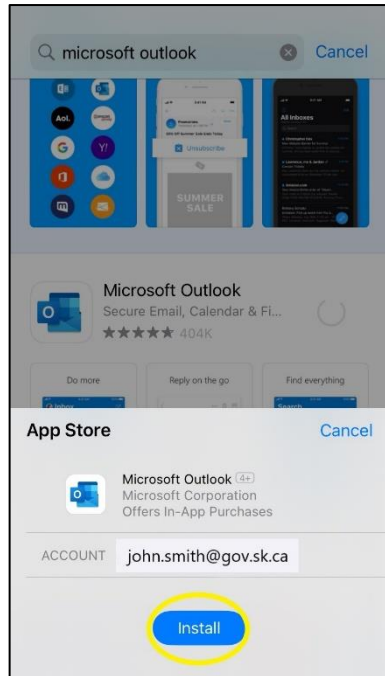 microsoft outlook Cancel
Aol.
Unsubscribe
SUMMER
SALE
All Inboxes
Microsoft Outlook
Secure Email, Calendar & Fi...
★★★★★ 404K
Do more Reply on the go Find everything
Inbox Search
App Store Cancel
Microsoft Outlook 4+
Microsoft Corporation
Offers In-App Purchases
ACCOUNT john.smith@gov.sk.ca
Install